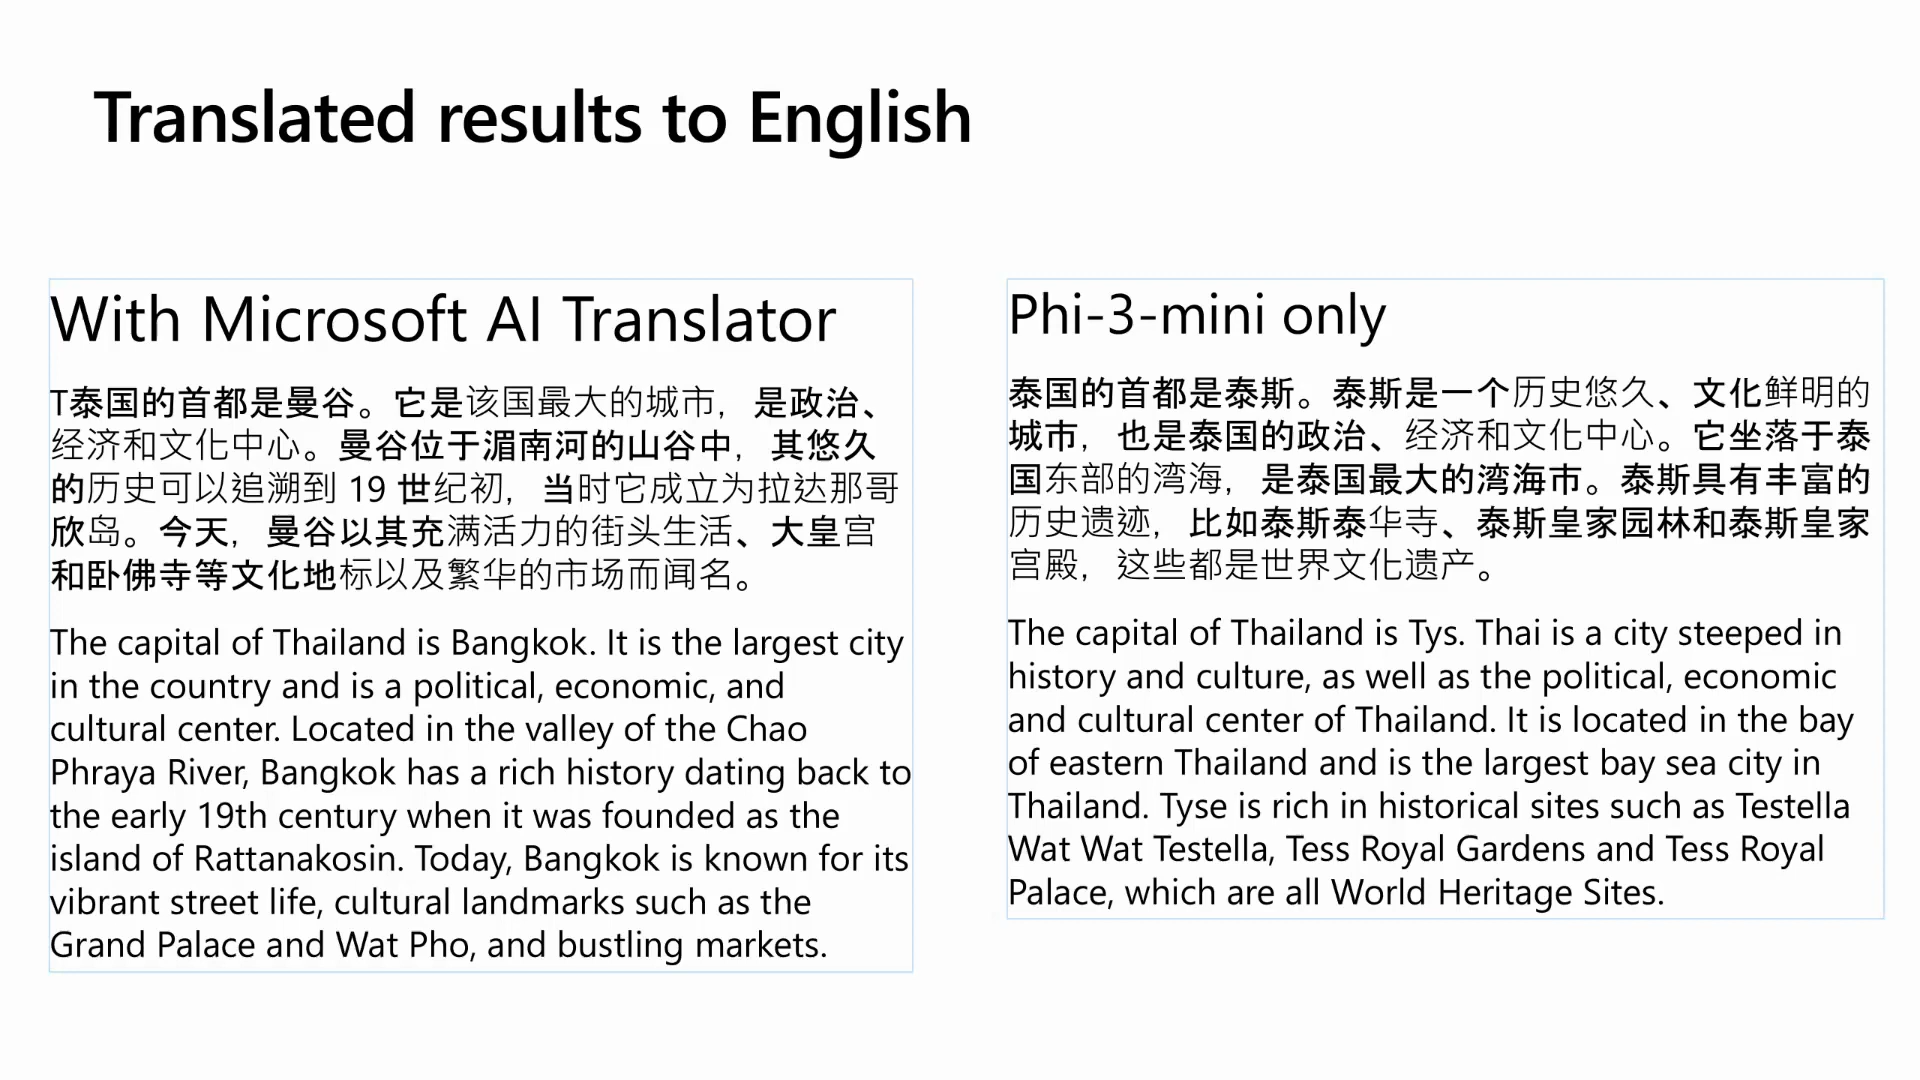 Translated results to English
With Microsoft AI Translator
T泰国的首都是曼谷。它是该国最大的城市，是政治、
经济和文化中心。曼谷位于湄南河的山谷中，其悠久
的历史可以追溯到 19 世纪初，当时它成立为拉达那哥
欣岛。今天，曼谷以其充满活力的街头生活、大皇宫
和卧佛寺等文化地标以及繁华的市场而闻名。
The capital of Thailand is Bangkok. It is the largest city
in the country and is a political, economic, and
cultural center. Located in the valley of the Chao
Phraya River, Bangkok has a rich history dating back to
the early 19th century when it was founded as the
island of Rattanakosin. Today, Bangkok is known for its
vibrant street life, cultural landmarks such as the
Grand Palace and Wat Pho, and bustling markets.
Phi-3-mini only
泰国的首都是泰斯。泰斯是一个历史悠久、文化鲜明的
城市，也是泰国的政治、经济和文化中心。它坐落于泰
国东部的湾海，是泰国最大的湾海市。泰斯具有丰富的
历史遗迹，比如泰斯泰华寺、泰斯皇家园林和泰斯皇家
宫殿，这些都是世界文化遗产。
The capital of Thailand is Tys. Thai is a city steeped in
history and culture, as well as the political, economic
and cultural center of Thailand. It is located in the bay
of eastern Thailand and is the largest bay sea city in
Thailand. Tyse is rich in historical sites such as Testella
Wat Wat Testella, Tess Royal Gardens and Tess Royal
Palace, which are all World Heritage Sites.